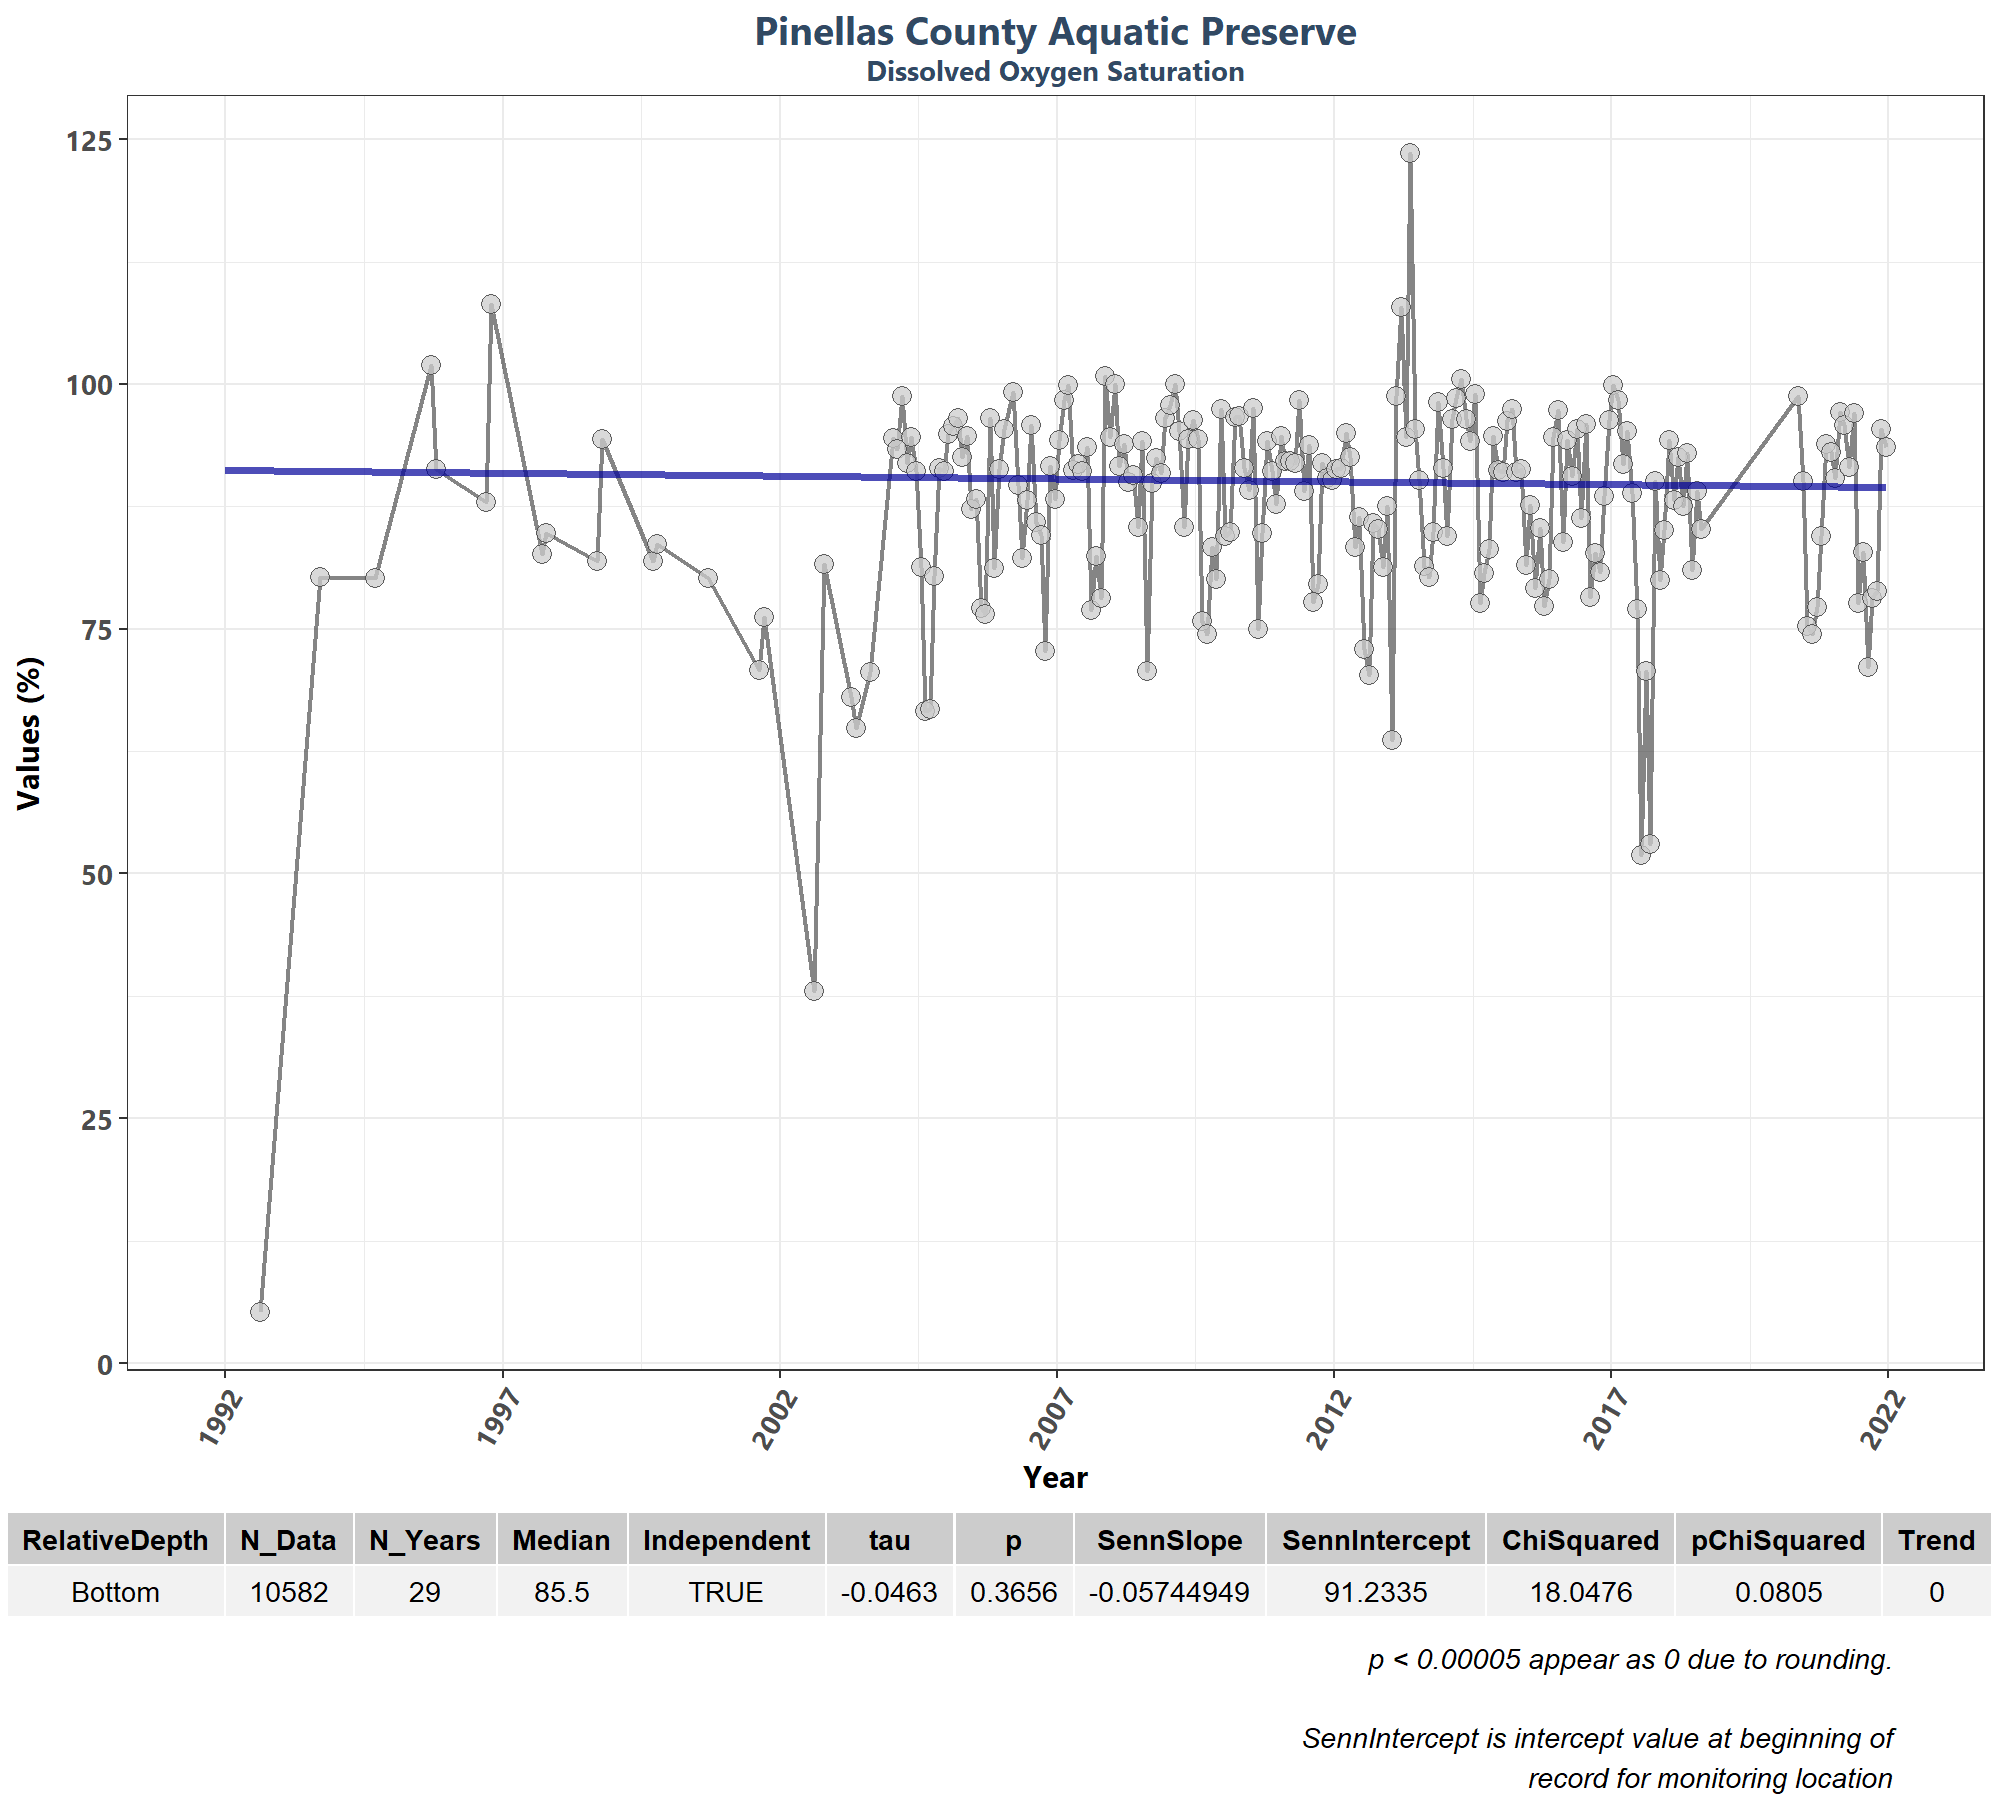 Pinellas County Aquatic Preserve
Dissolved Oxygen Saturation
125
100
75
50
25
0
Values (%)
1992 1997 2002 2007 2012 2017 2022
Year
RelativeDepth N_Data N_Years Median Independent tau p SennSlope SennIntercept ChiSquared pChiSquared Trend
Bottom 10582 29 85.5 TRUE -0.0463 0.3656 -0.05744949 91.2335 18.0476 0.0805 0
p < 0.00005 appear as 0 due to rounding.
SennIntercept is intercept value at beginning of
record for monitoring location